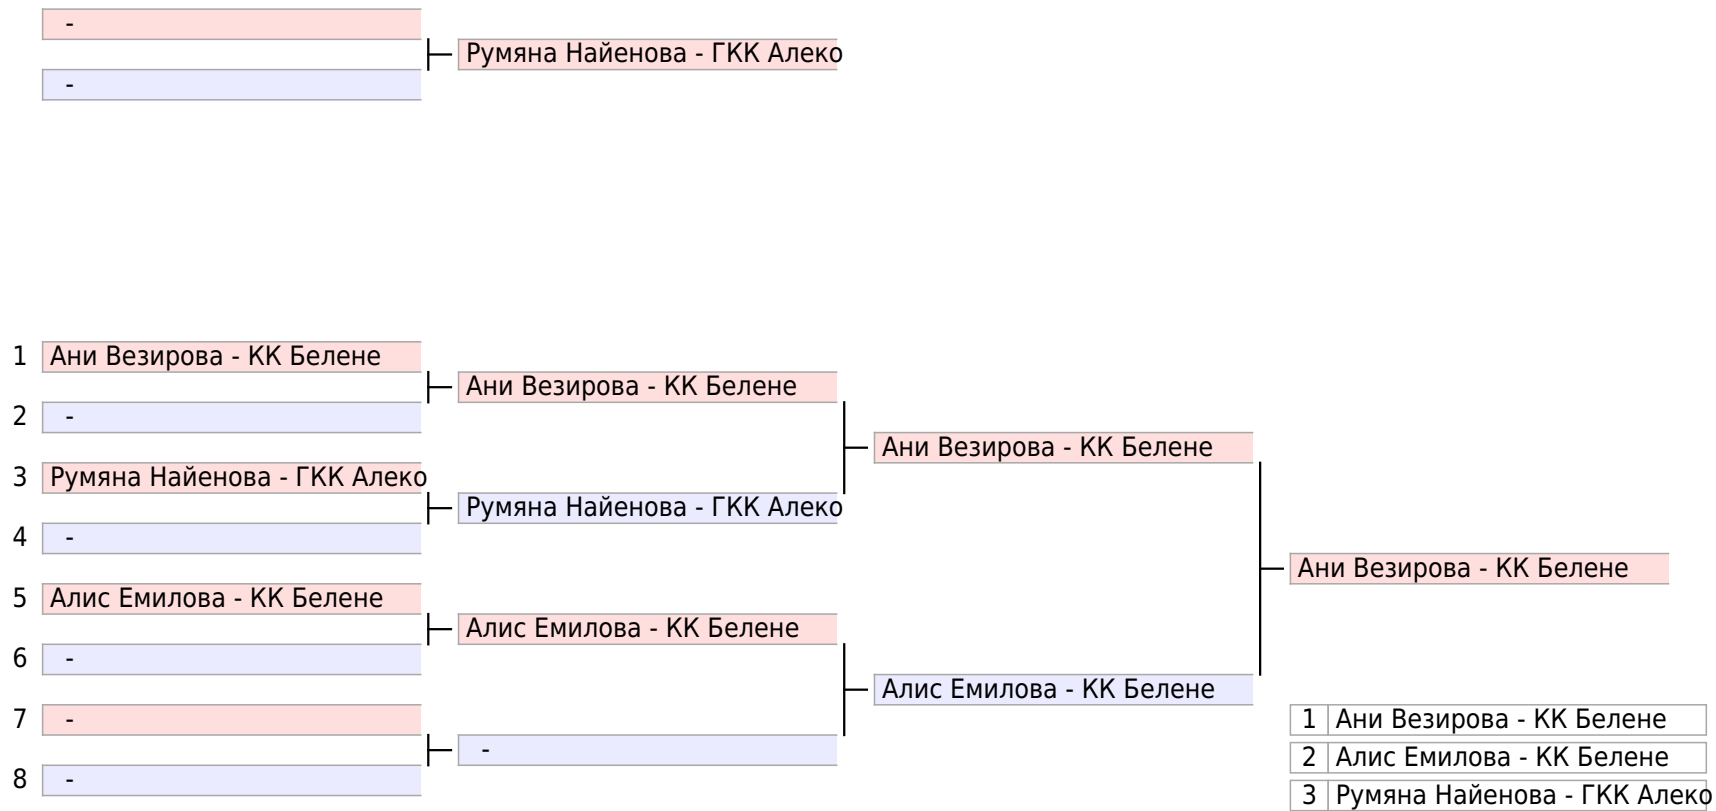 -
Румяна Найенова - ГКК Алеко
-
1 Ани Везирова - КК Белене
Ани Везирова - КК Белене
2 -
Ани Везирова - КК Белене
3 Румяна Найенова - ГКК Алеко
Румяна Найенова - ГКК Алеко
4 -
Ани Везирова - КК Белене
5 Алис Емилова - КК Белене
Алис Емилова - КК Белене
6 -
Алис Емилова - КК Белене
7 -
-
8 -
1 Ани Везирова - КК Белене
2 Алис Емилова - КК Белене
3 Румяна Найенова - ГКК Алеко